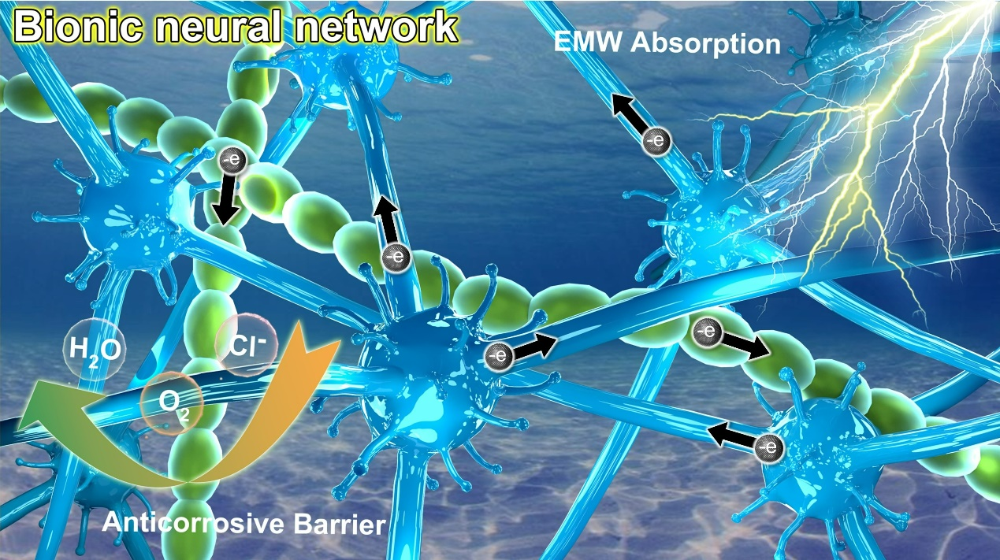 Bionic neural network
EMW Absorption
-e
-e
-e
-e
-e
-e
H₂O
Cl⁻
O₂
Anticorrosive Barrier